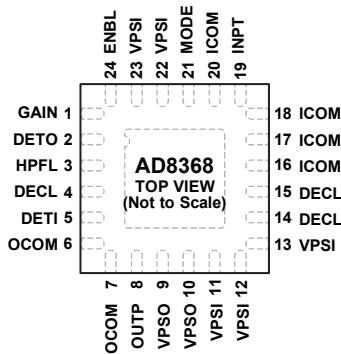 24 ENBL
23 VPSI
22 VPSI
21 MODE
20 ICOM
19 INPT
GAIN 1
DETO 2
HPFL 3
DECL 4
DETI 5
OCOM 6
AD8368
TOP VIEW
(Not to Scale)
18 ICOM
17 ICOM
16 ICOM
15 DECL
14 DECL
13 VPSI
OCOM 7
OUTP 8
VPSO 9
VPSO 10
VPSI 11
VPSI 12